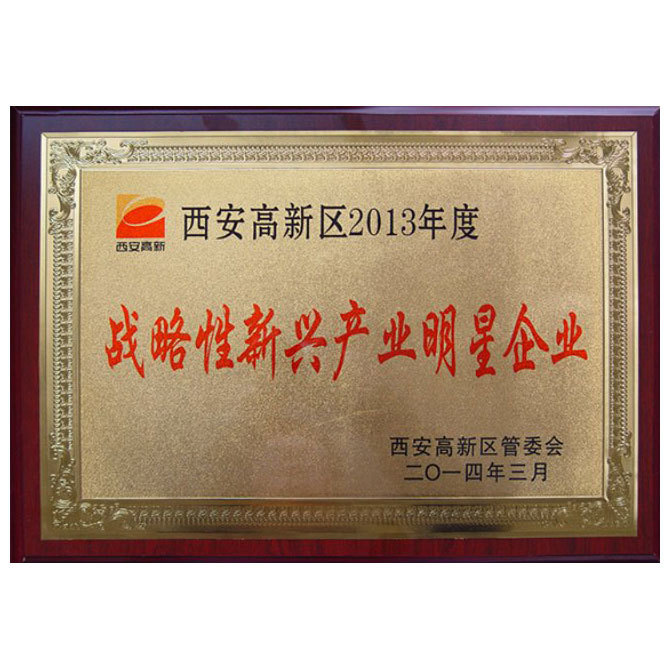 西安高新区2013年度
西安高新
战略性新兴产业明星企业
西安高新区管委会
二〇一四年三月